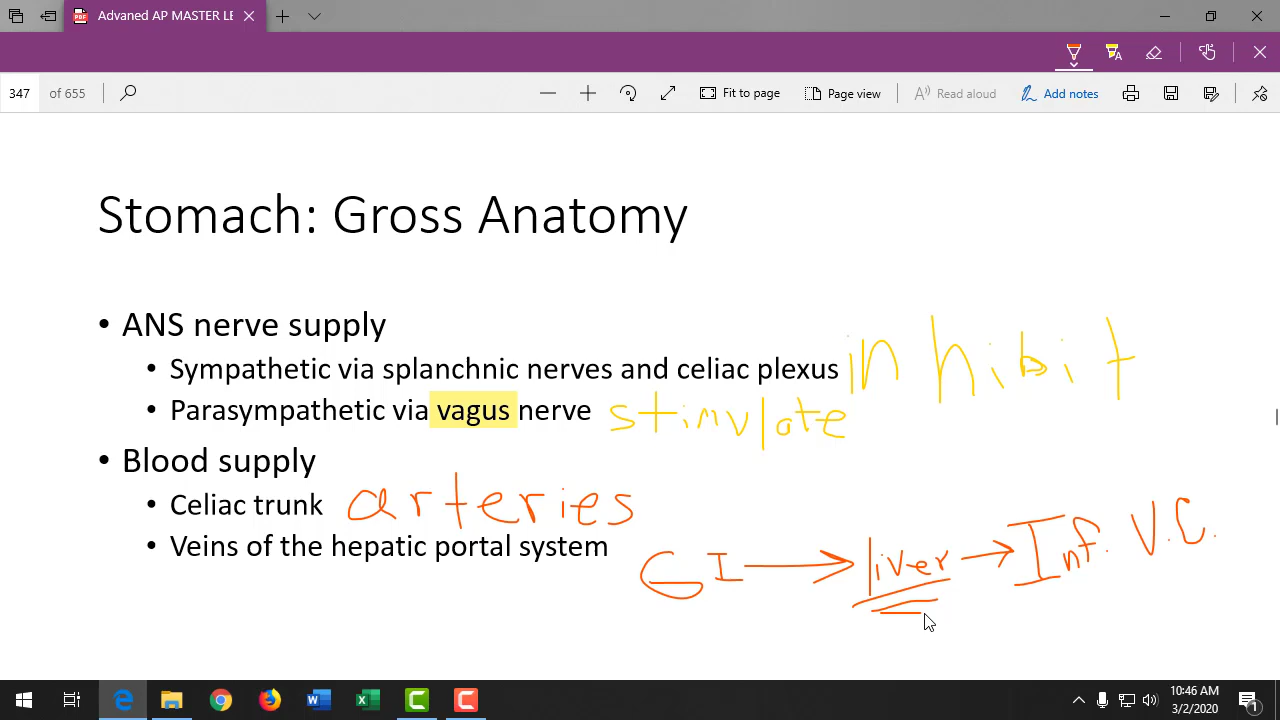 Advaned AP MASTER LE
347 of 655
Fit to page
Page view
Read aloud
Add notes
Stomach: Gross Anatomy
• ANS nerve supply
• Sympathetic via splanchnic nerves and celiac plexus inhibit
• Parasympathetic via vagus nerve stimulate
• Blood supply
• Celiac trunk arteries
• Veins of the hepatic portal system
GI → liver → Inf. V.C.
10:46 AM
3/2/2020